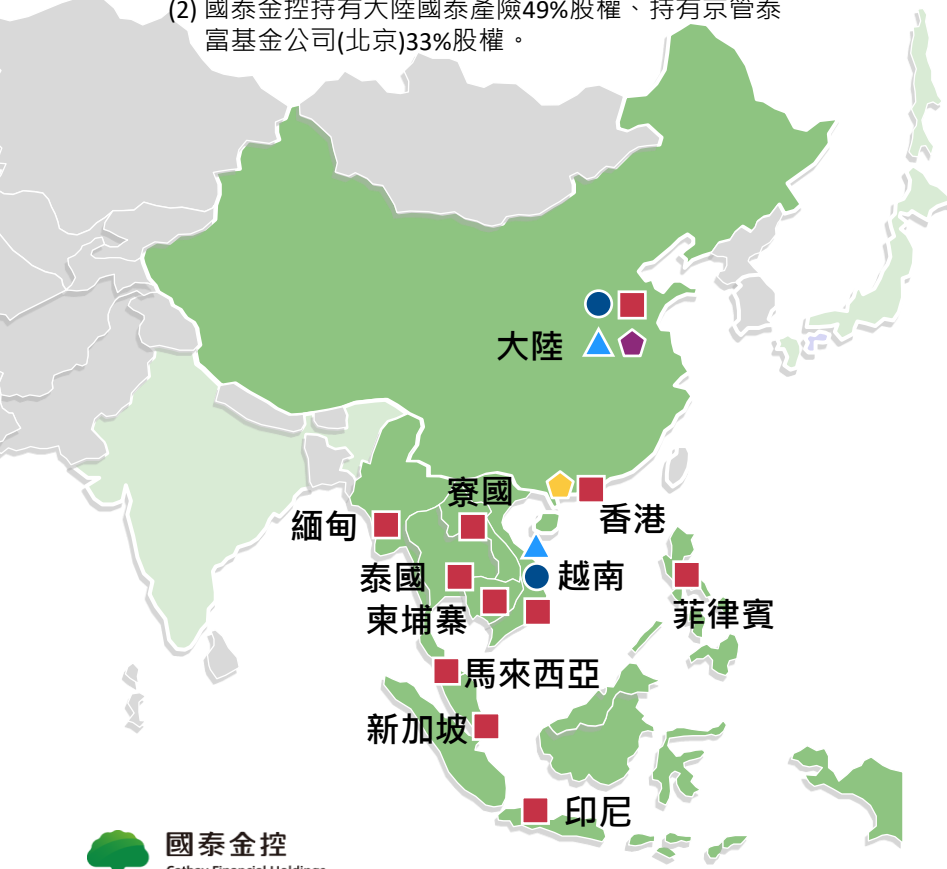 (2) 國泰金控持有大陸國泰產險49%股權、持有京管泰
富基金公司(北京)33%股權。
大陸
寮國
香港
緬甸
泰國
越南
柬埔寨
菲律賓
馬來西亞
新加坡
印尼
國泰金控
Cathay Financial Holdings